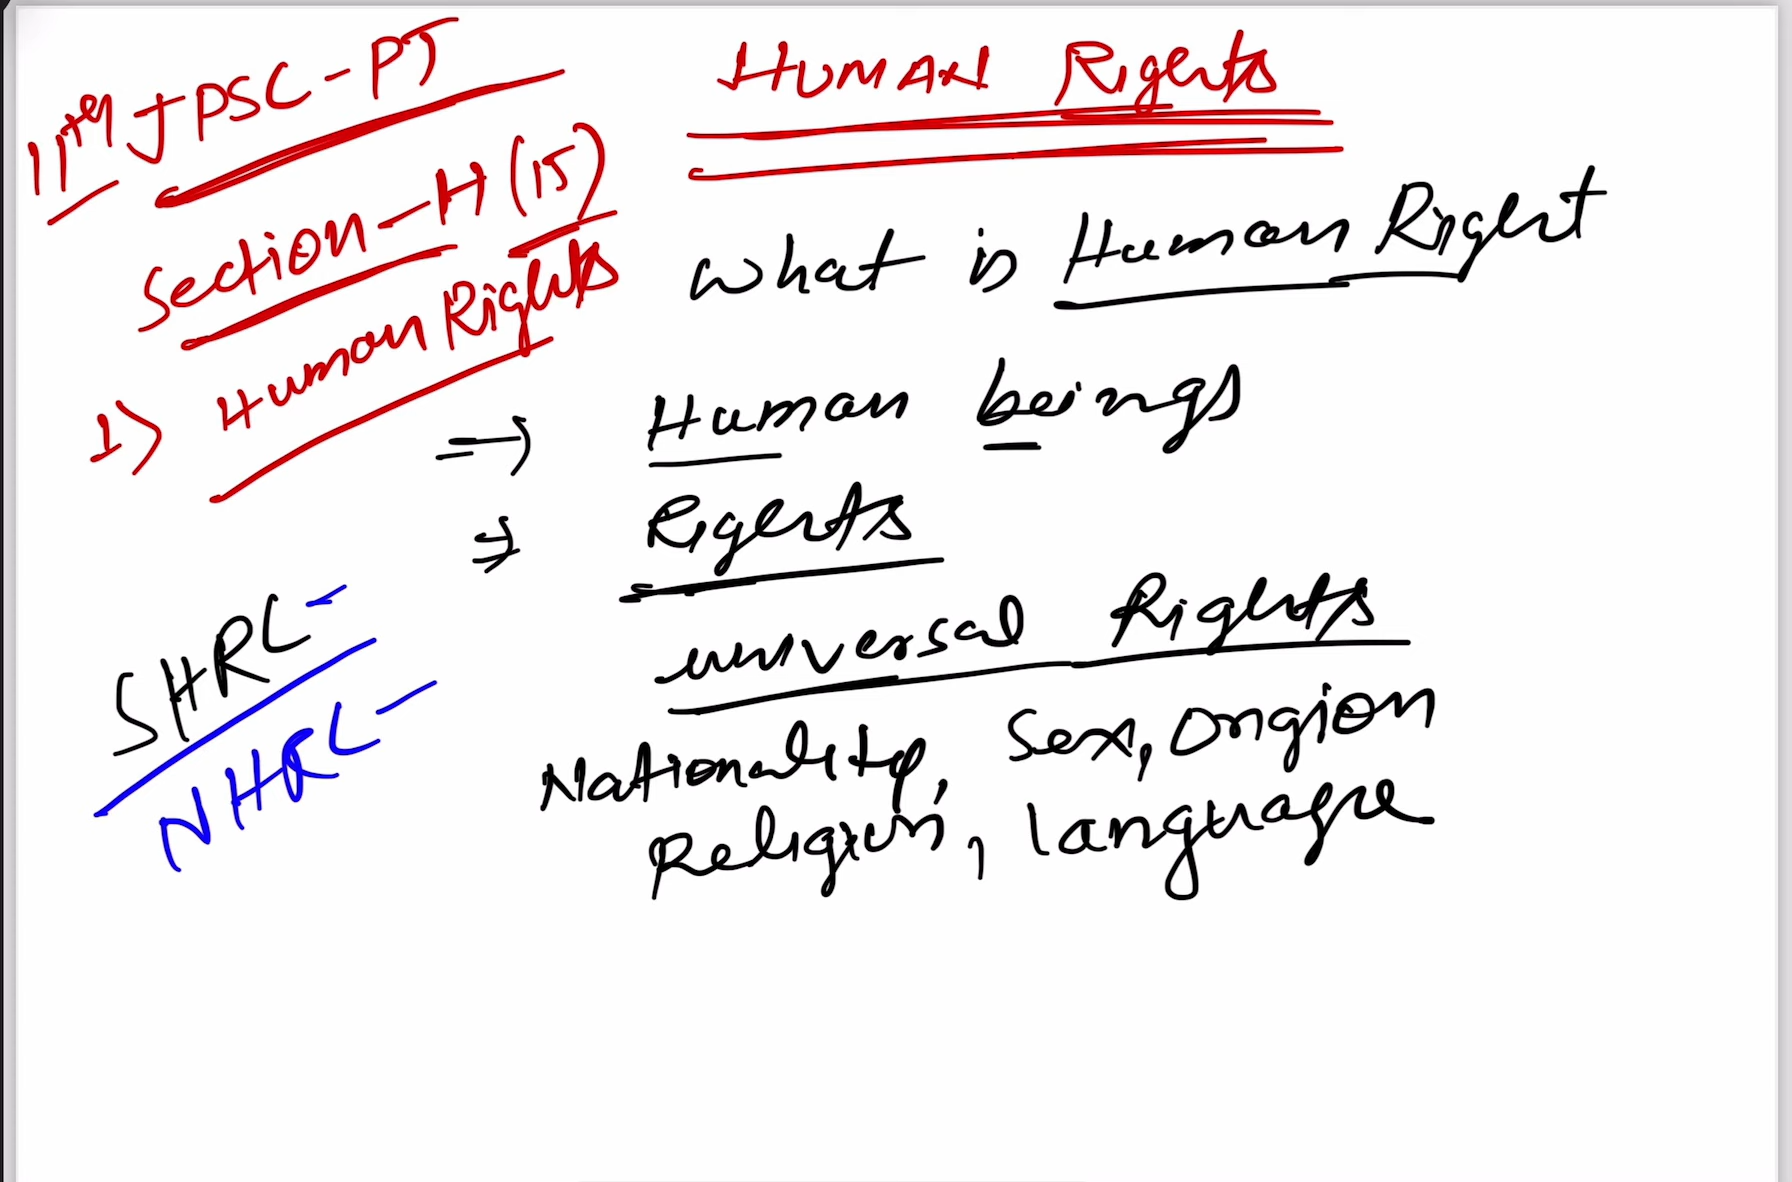 11th JPSC-PT
Section-H (15)
1) Human Rights
HUMAN Rights
What is Human Right
⇒ Human beings
⇒ Rights
universal Rights
Nationality, Sex, Orngion
Religion, language
SHRC-
NHRC-